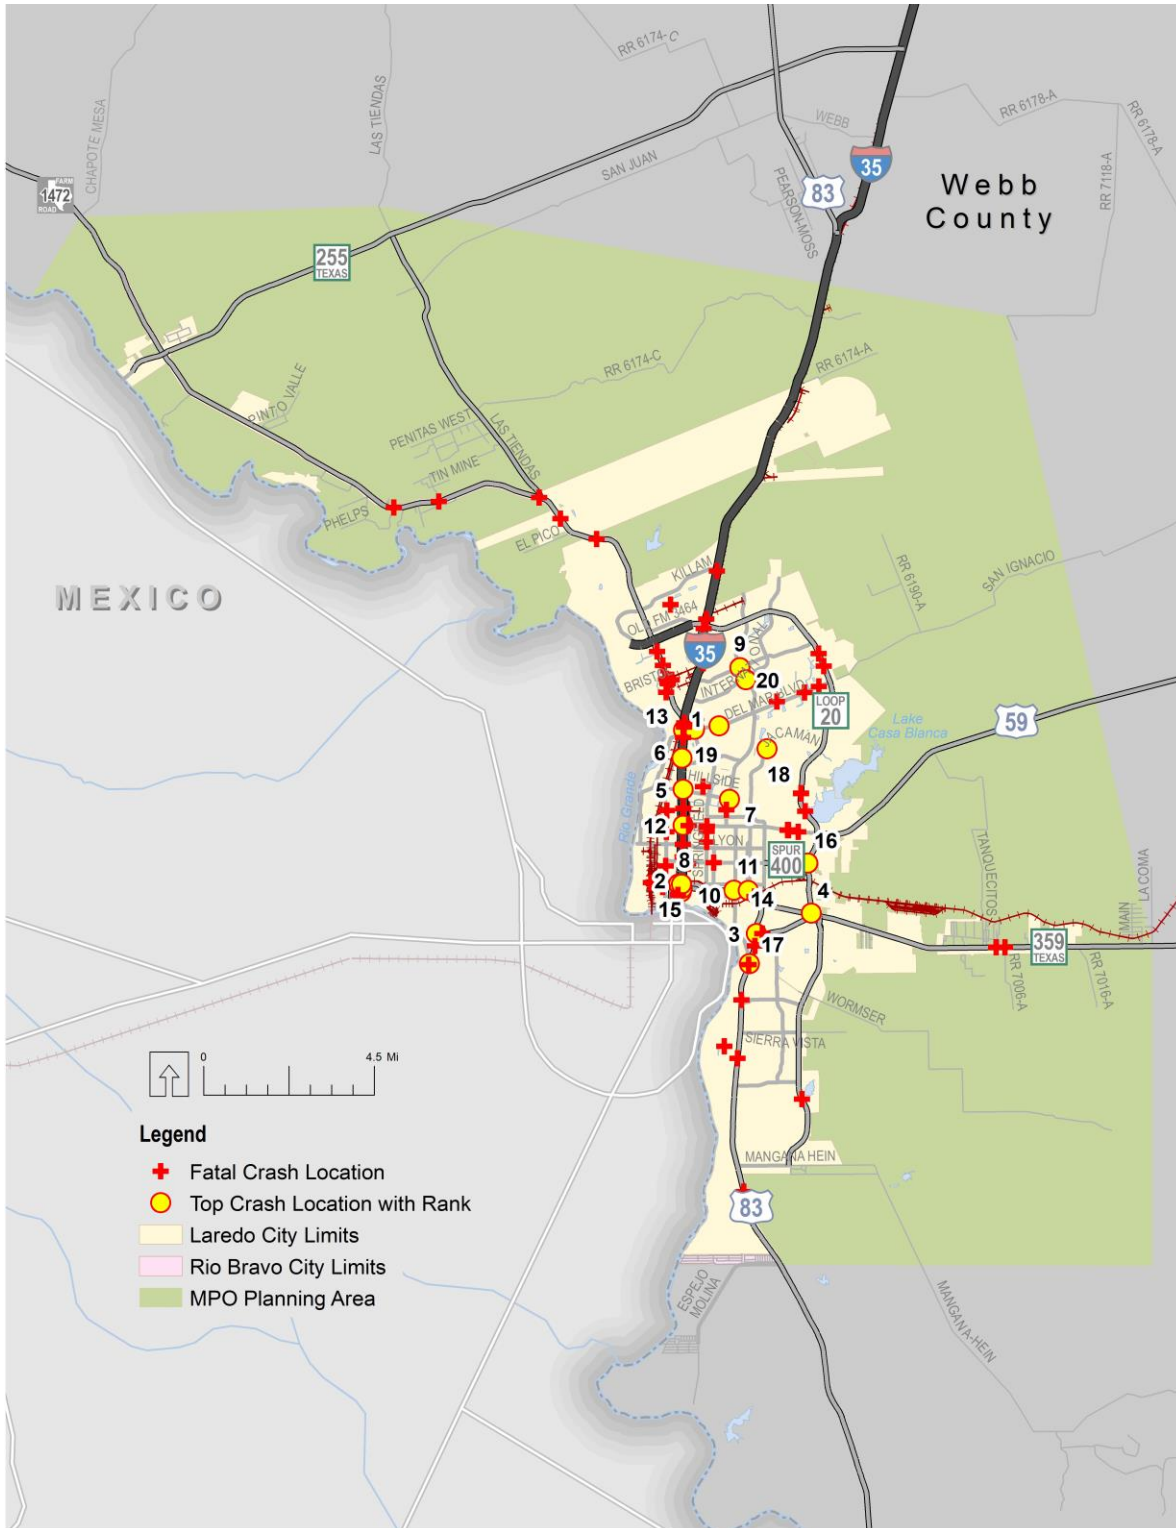 RR 6174-C
RR 6178-A
RR 6178-A
CHAPOTE MESA
LAS TIENDAS
WEBB
35
SAN JUAN
83
PEARSON-MOSS
RR 7118-A
Webb
County
FARM
1472
ROAD
255
TEXAS
RR 6174-C
RR 6174-A
PINTO VALLE
PENITAS WEST
LAS TIENDAS
TIN MINE
PHELPS
EL PICO
KILLAM
RR 6190-A
SAN IGNACIO
MEXICO
OLD FM 3464
35
9
BRISTOL
INTERNATIONAL
20
DEL MAR BLVD
LOOP
20
59
Lake
Casa Blanca
13
1
JACAMAN
6
19
18
HILLSIDE
5
Rio Grande
7
12
SPRINGFIELD
LYON
16
SPUR
400
8
11
TANQUECITOS
LA COMA
2
10
14
4
MAIN
15
3
17
359
TEXAS
RR 7006-A
RR 7016-A
WORMSER
SIERRA VISTA
0
4.5 Mi
Legend
Fatal Crash Location
Top Crash Location with Rank
Laredo City Limits
Rio Bravo City Limits
MPO Planning Area
MANGANA HEIN
83
ESPEJO
MOLINA
MANGANA-HEIN